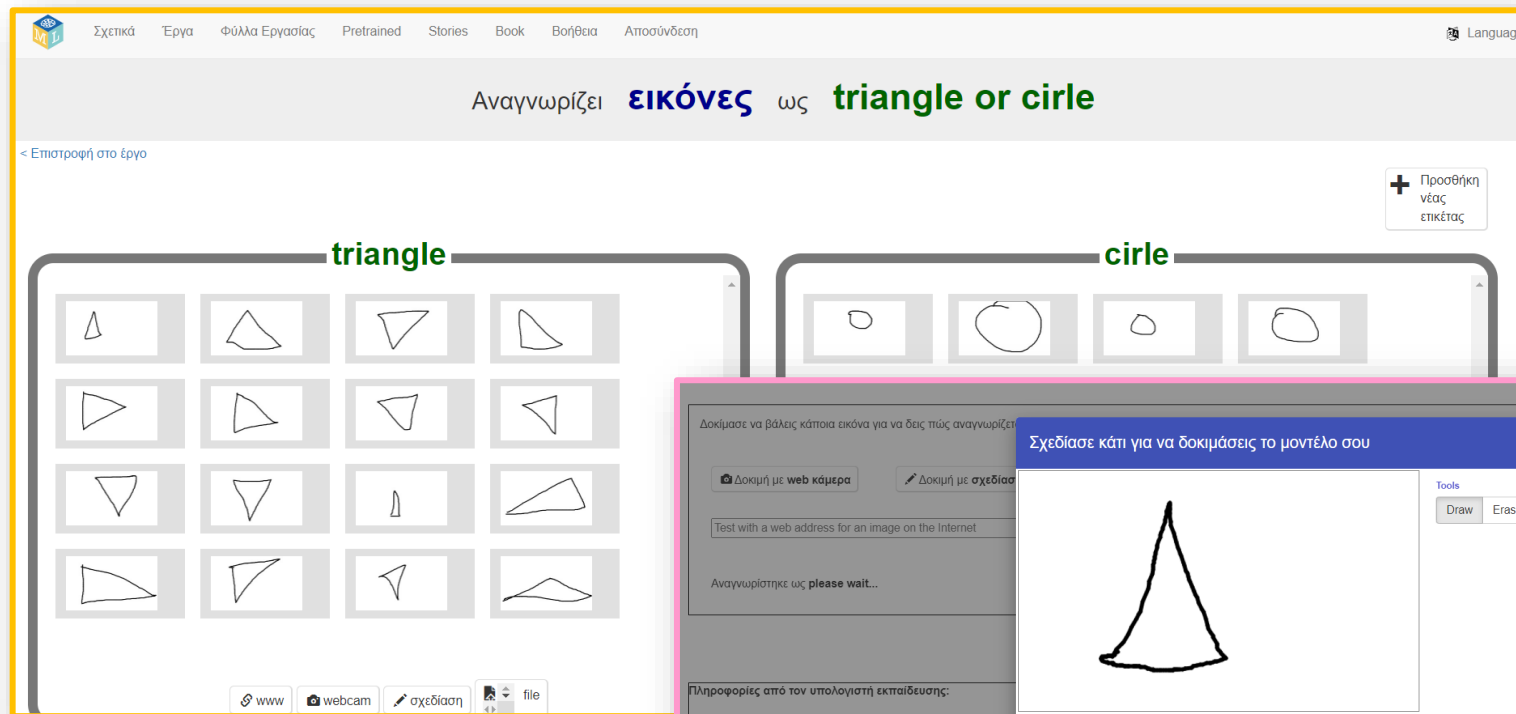 ML
Σχετικά Έργα Φύλλα Εργασίας Pretrained Stories Book Βοήθεια Αποσύνδεση Languag
Αναγνωρίζει εικόνες ως triangle or cirle
< Επιστροφή στο έργο
Προσθήκη
νέας
ετικέτας
triangle
cirle
www webcam σχεδίαση file
Δοκίμασε να βάλεις κάποια εικόνα για να δεις πώς αναγνωρίζετ
Δοκιμή με web κάμερα Δοκιμή με σχεδίασ
Test with a web address for an image on the Internet
Αναγνωρίστηκε ως please wait...
Πληροφορίες από τον υπολογιστή εκπαίδευσης:
Σχεδίασε κάτι για να δοκιμάσεις το μοντέλο σου
Tools
Draw Eras